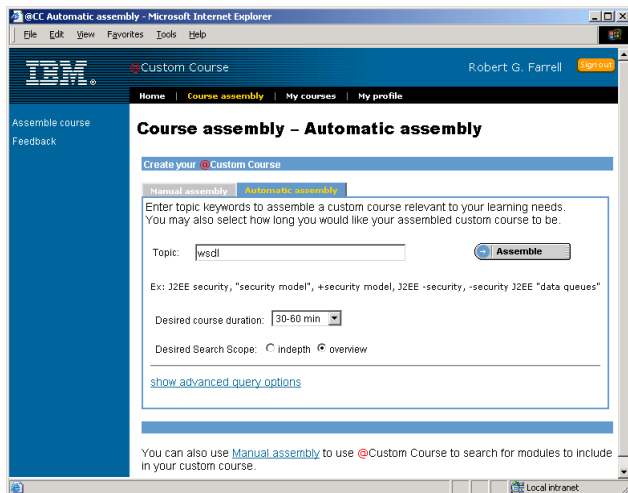 @CC Automatic assembly - Microsoft Internet Explorer
File Edit View Favorites Tools Help
IBM®
@Custom Course
Robert G. Farrell
Sign out
Home | Course assembly | My courses | My profile
Assemble course
Feedback
Course assembly – Automatic assembly
Create your @Custom Course
Manual assembly
Automatic assembly
Enter topic keywords to assemble a custom course relevant to your learning needs.
You may also select how long you would like your assembled custom course to be.
Topic: wsdl
Assemble
Ex: J2EE security, "security model", +security model, J2EE -security, -security J2EE "data queues"
Desired course duration: 30-60 min
Desired Search Scope: indepth overview
show advanced query options
You can also use Manual assembly to use @Custom Course to search for modules to include
in your custom course.
Local intranet